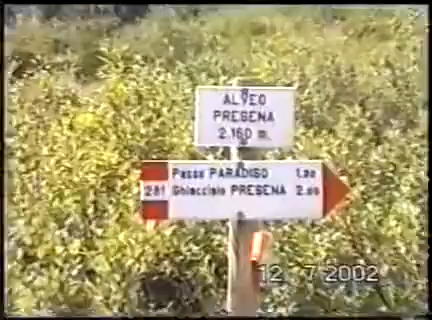 ALVEO
PRESENA
2.160 m.
Passo PARADISO 1.30
281 Ghiacciaio PRESENA 2.00
12 7 2002